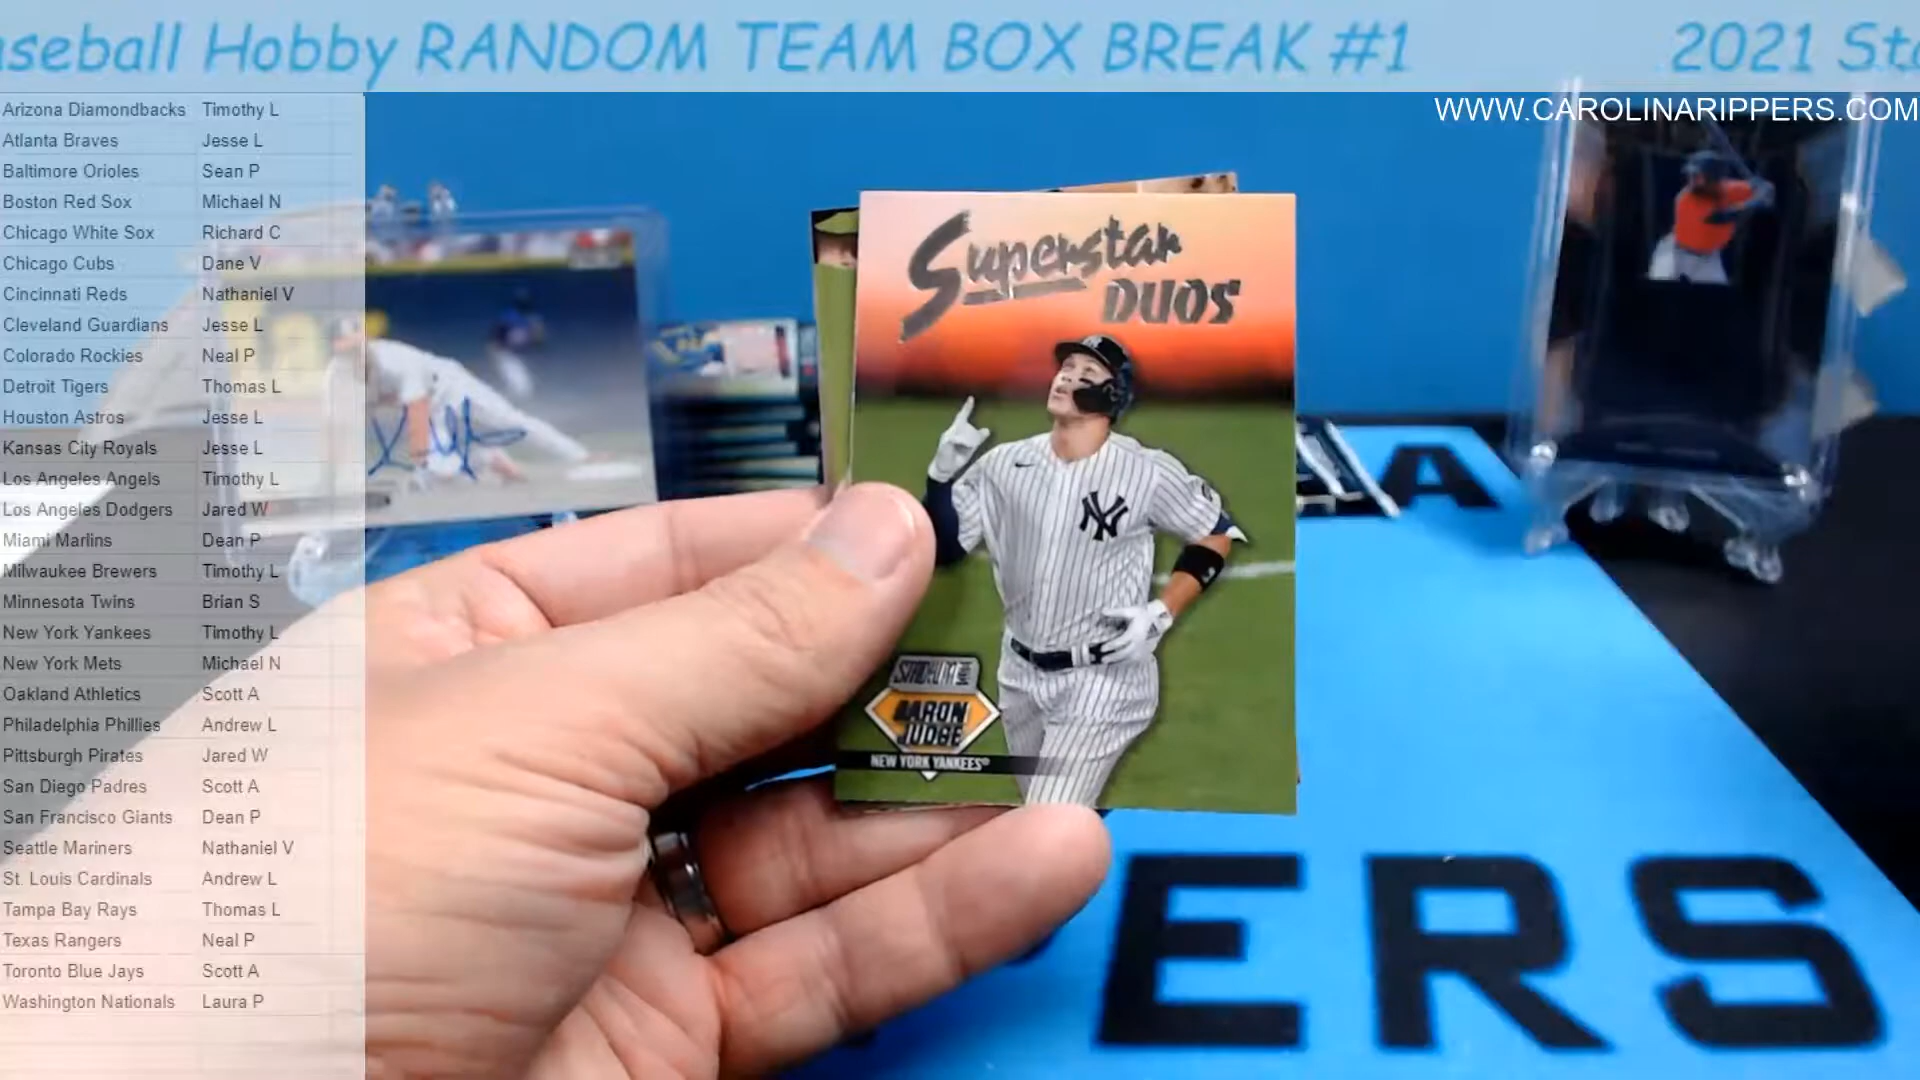 aseball Hobby RANDOM TEAM BOX BREAK #1 2021 Sta
WWW.CAROLINARIPPERS.COM
Arizona Diamondbacks Timothy L
Atlanta Braves Jesse L
Baltimore Orioles Sean P
Boston Red Sox Michael N
Chicago White Sox Richard C
Chicago Cubs Dane V
Cincinnati Reds Nathaniel V
Cleveland Guardians Jesse L
Colorado Rockies Neal P
Detroit Tigers Thomas L
Houston Astros Jesse L
Kansas City Royals Jesse L
Los Angeles Angels Timothy L
Los Angeles Dodgers Jared W
Miami Marlins Dean P
Milwaukee Brewers Timothy L
Minnesota Twins Brian S
New York Yankees Timothy L
New York Mets Michael N
Oakland Athletics Scott A
Philadelphia Phillies Andrew L
Pittsburgh Pirates Jared W
San Diego Padres Scott A
San Francisco Giants Dean P
Seattle Mariners Nathaniel V
St. Louis Cardinals Andrew L
Tampa Bay Rays Thomas L
Texas Rangers Neal P
Toronto Blue Jays Scott A
Washington Nationals Laura P
Superstar
DUOS
NY
STADIUM
AARON
JUDGE
NEW YORK YANKEES®
A
ERS